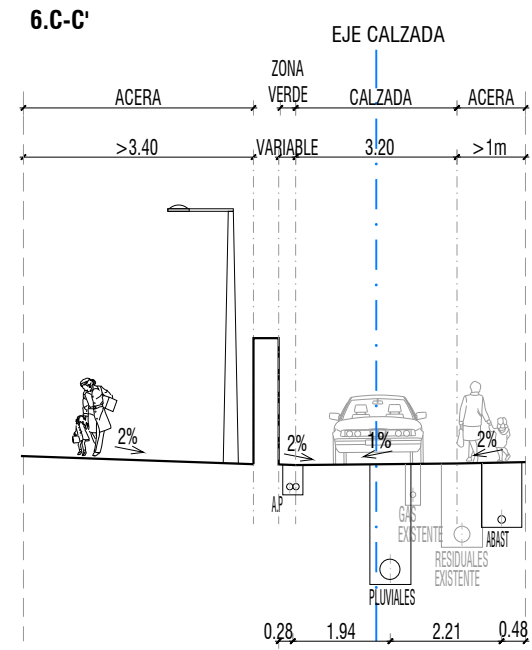 6.C-C'
EJE CALZADA
ZONA
ACERA VERDE CALZADA ACERA
>3.40 VARIABLE 3.20 >1m
2% 2% 1% 2%
A.P
GAS
EXISTENTE
ABAST
RESIDUALES
EXISTENTE
PLUVIALES
0.28 1.94 2.21 0.48